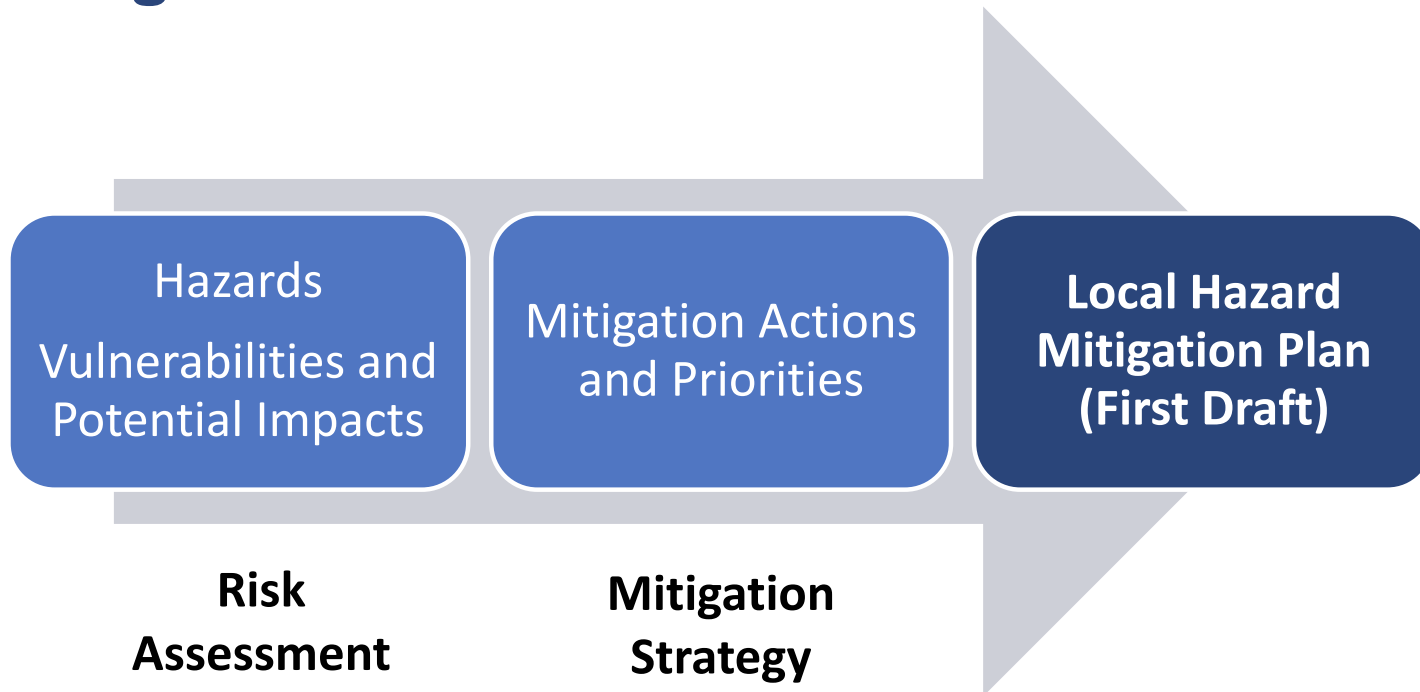 Hazards
Vulnerabilities and
Potential Impacts
Mitigation Actions
and Priorities
Local Hazard
Mitigation Plan
(First Draft)
Risk
Assessment
Mitigation
Strategy